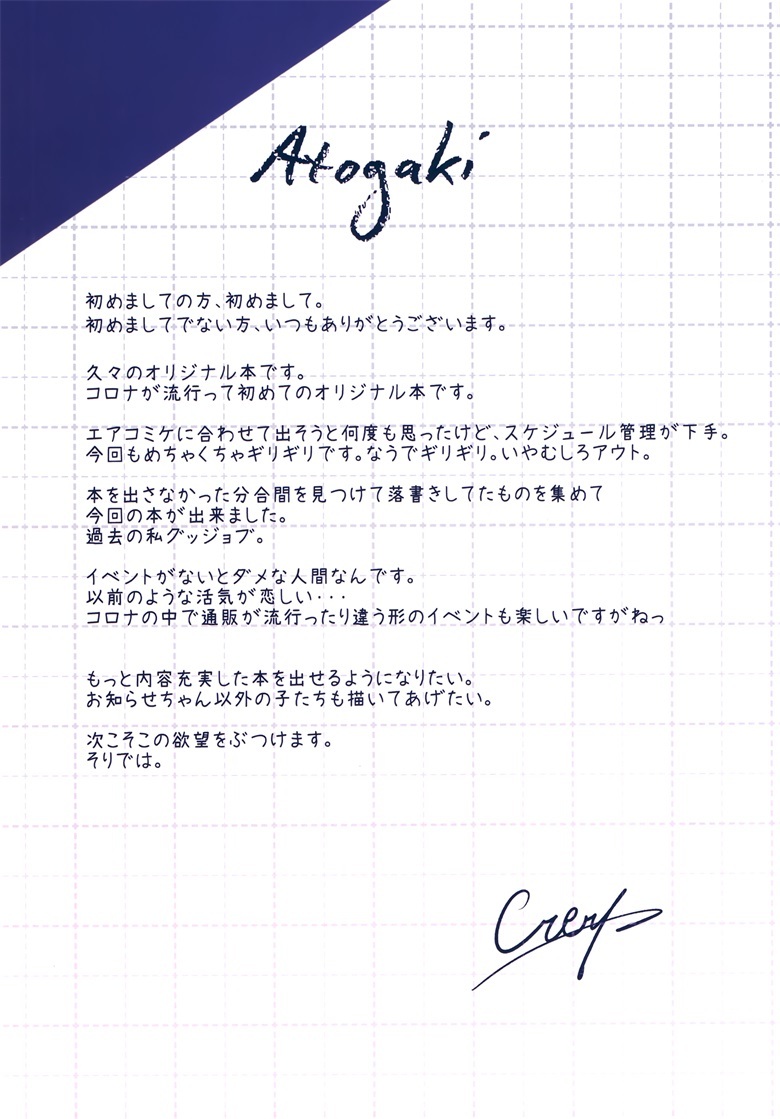 Atogaki
初めましての方、初めまして。
初めましてでない方、いつもありがとうございます。
久々のオリジナル本です。
コロナが流行って初めてのオリジナル本です。
エアコミケに合わせて出そうと何度も思ったけど、スケジュール管理が下手。
今回もめちゃくちゃギリギリです。なうでギリギリ。いやむしろアウト。
本を出さなかった分合間を見つけて落書きしてたものを集めて
今回の本が出来ました。
過去の私グッジョブ。
イベントがないとダメな人間なんです。
以前のような活気が恋しい・・・
コロナの中で通販が流行ったり違う形のイベントも楽しいですがねっ
もっと内容充実した本を出せるようになりたい。
お知らせちゃん以外の子たちも描いてあげたい。
次こそこの欲望をぶつけます。
そりでは。